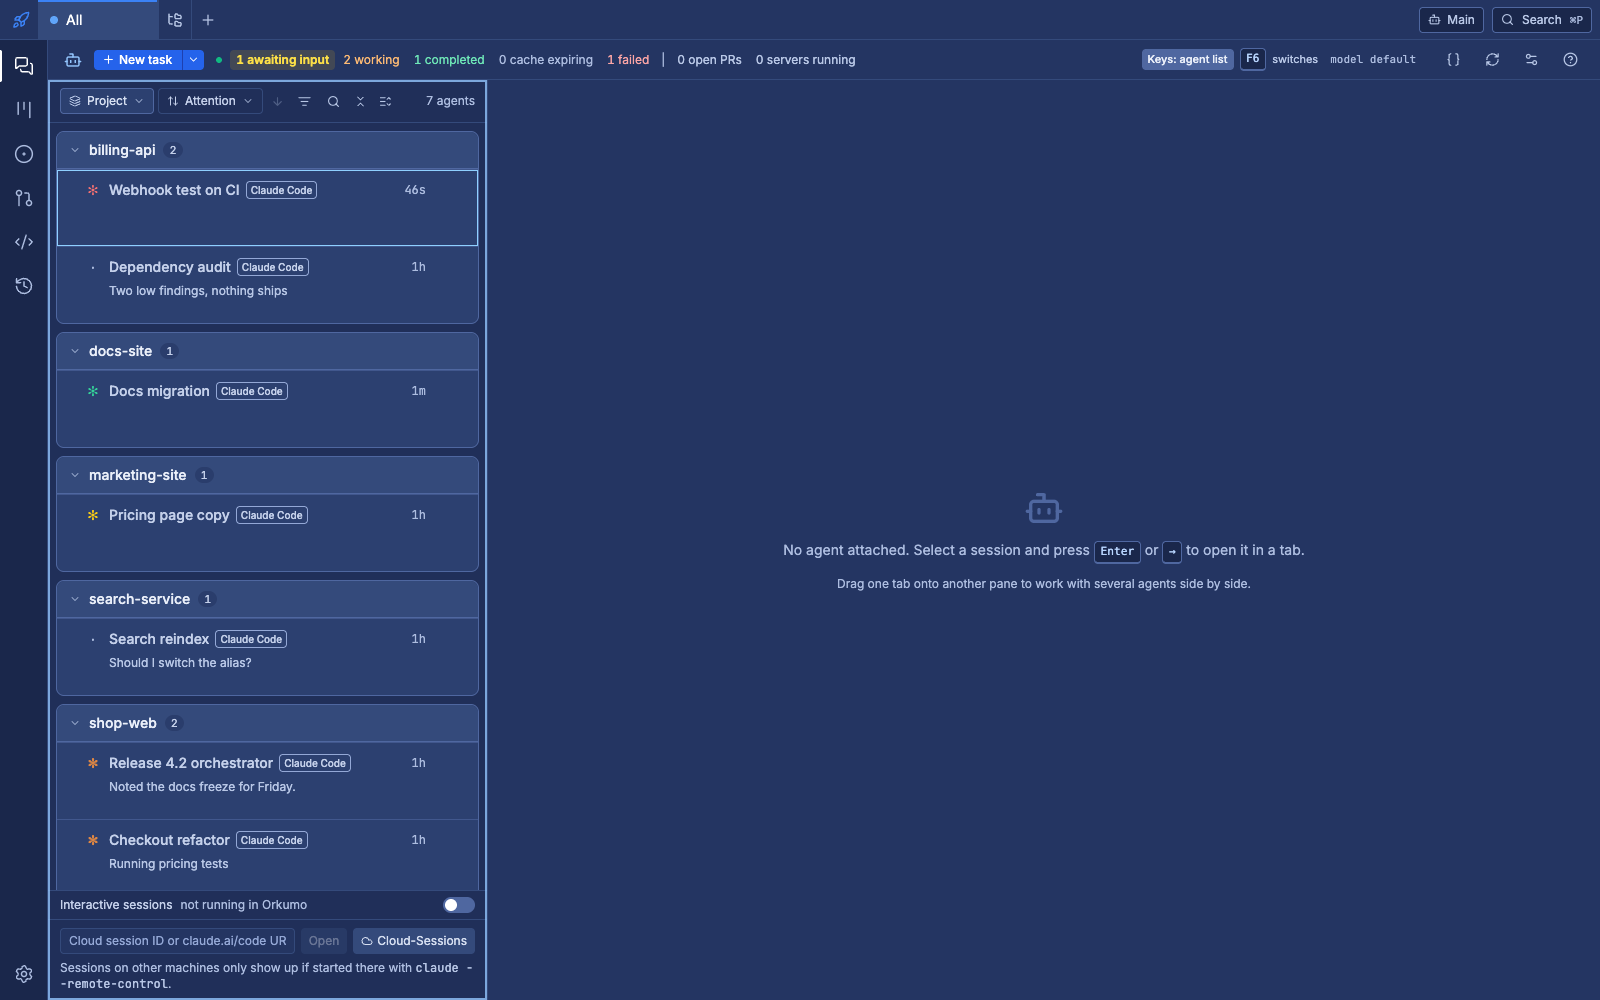 All
Main
Search ⌘P
New task
1 awaiting input
2 working
1 completed
0 cache expiring
1 failed
0 open PRs
0 servers running
Keys: agent list
F6
switches
model default
Project
Attention
7 agents
billing-api 2
Webhook test on CI Claude Code 46s
Dependency audit Claude Code 1h
Two low findings, nothing ships
docs-site 1
Docs migration Claude Code 1m
marketing-site 1
Pricing page copy Claude Code 1h
search-service 1
Search reindex Claude Code 1h
Should I switch the alias?
shop-web 2
Release 4.2 orchestrator Claude Code 1h
Noted the docs freeze for Friday.
Checkout refactor Claude Code 1h
Running pricing tests
Interactive sessions not running in Orkumo
Cloud session ID or claude.ai/code UR
Open
Cloud-Sessions
Sessions on other machines only show up if started there with claude -
-remote-control.
No agent attached. Select a session and press Enter or → to open it in a tab.
Drag one tab onto another pane to work with several agents side by side.